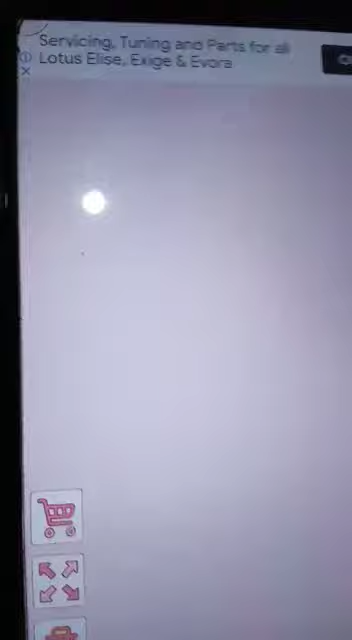 Servicing, Tuning and Parts for all
Lotus Elise, Exige & Evora